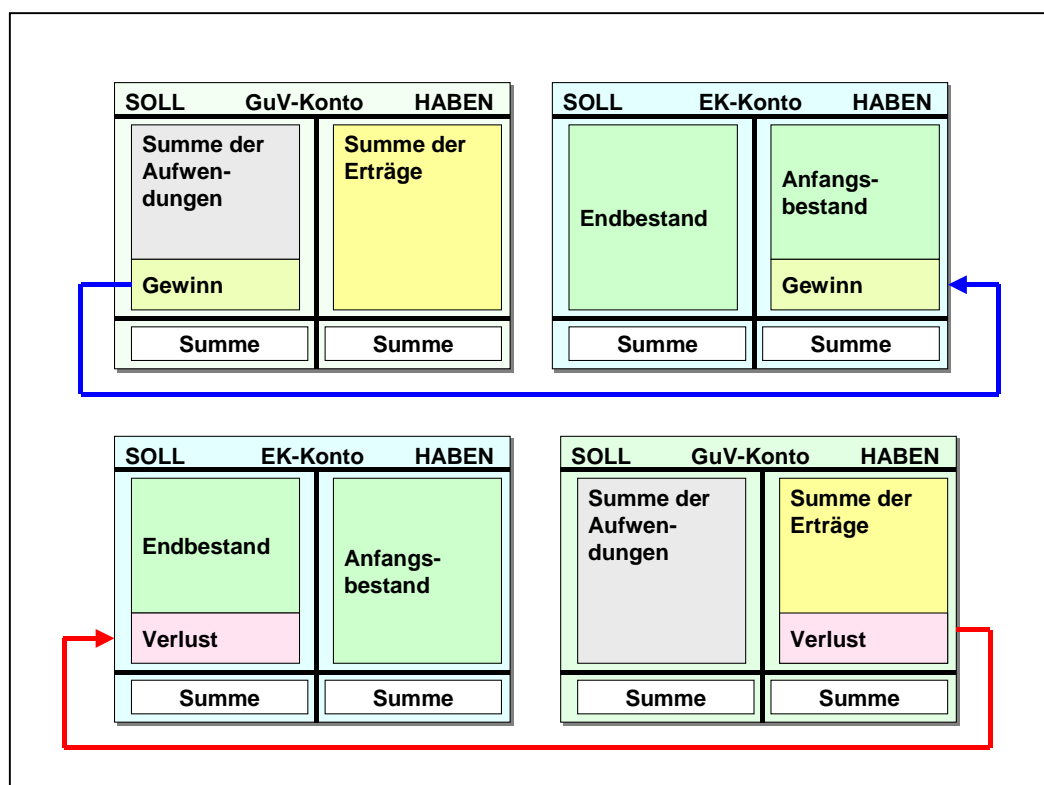 SOLL GuV-Konto HABEN
Summe der
Aufwen-
dungen
Gewinn
Summe der
Erträge
Summe
Summe
SOLL EK-Konto HABEN
Endbestand
Anfangs-
bestand
Gewinn
Summe
Summe
SOLL EK-Konto HABEN
Endbestand
Verlust
Anfangs-
bestand
Summe
Summe
SOLL GuV-Konto HABEN
Summe der
Aufwen-
dungen
Summe der
Erträge
Verlust
Summe
Summe